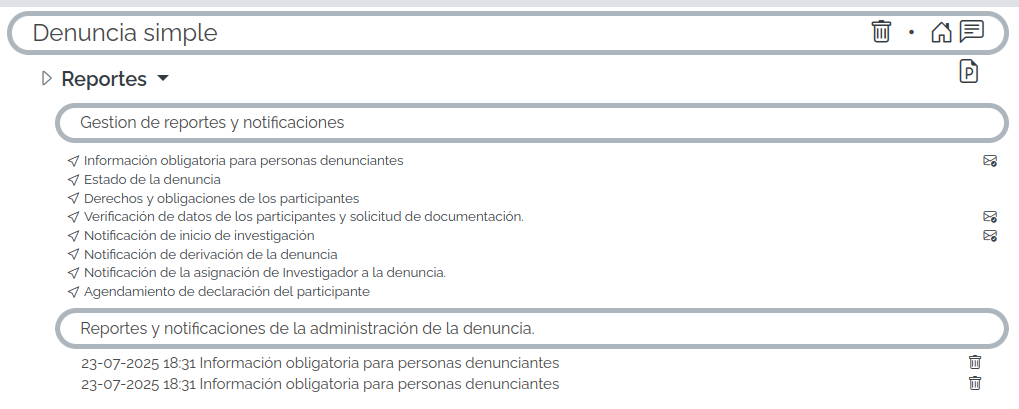 Denuncia simple
Reportes
P
Gestion de reportes y notificaciones
Información obligatoria para personas denunciantes
Estado de la denuncia
Derechos y obligaciones de los participantes
Verificación de datos de los participantes y solicitud de documentación.
Notificación de inicio de investigación
Notificación de derivación de la denuncia
Notificación de la asignación de Investigador a la denuncia.
Agendamiento de declaración del participante
Reportes y notificaciones de la administración de la denuncia.
23-07-2025 18:31 Información obligatoria para personas denunciantes
23-07-2025 18:31 Información obligatoria para personas denunciantes